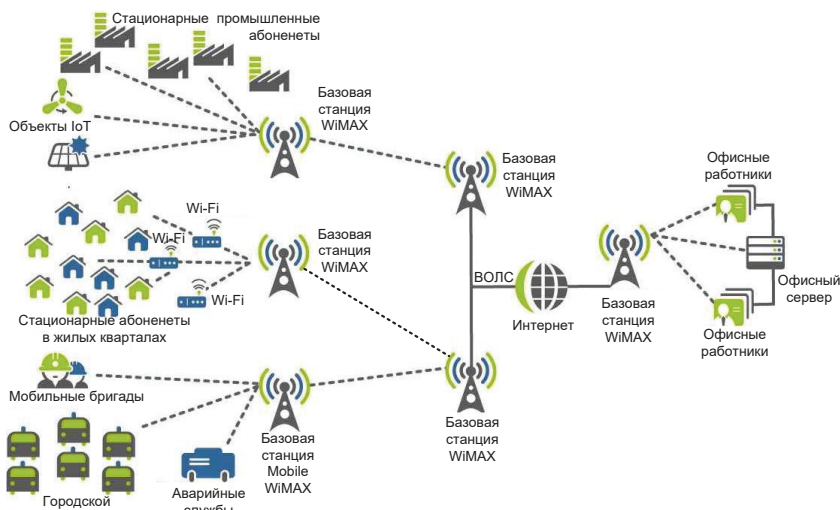 Стационарные промышленные
абоненеты
Базовая
станция
WiMAX
Объекты IoT
Wi-Fi
Wi-Fi
Wi-Fi
Базовая
станция
WiMAX
Стационарные абоненеты
в жилых кварталах
Мобильные бригады
Городской
Аварийные
службы
Базовая
станция
Mobile
WiMAX
Базовая
станция
WiMAX
ВОЛС
Интернет
Базовая
станция
WiMAX
Базовая
станция
WiMAX
Офисные
работники
Офисный
сервер
Офисные
работники